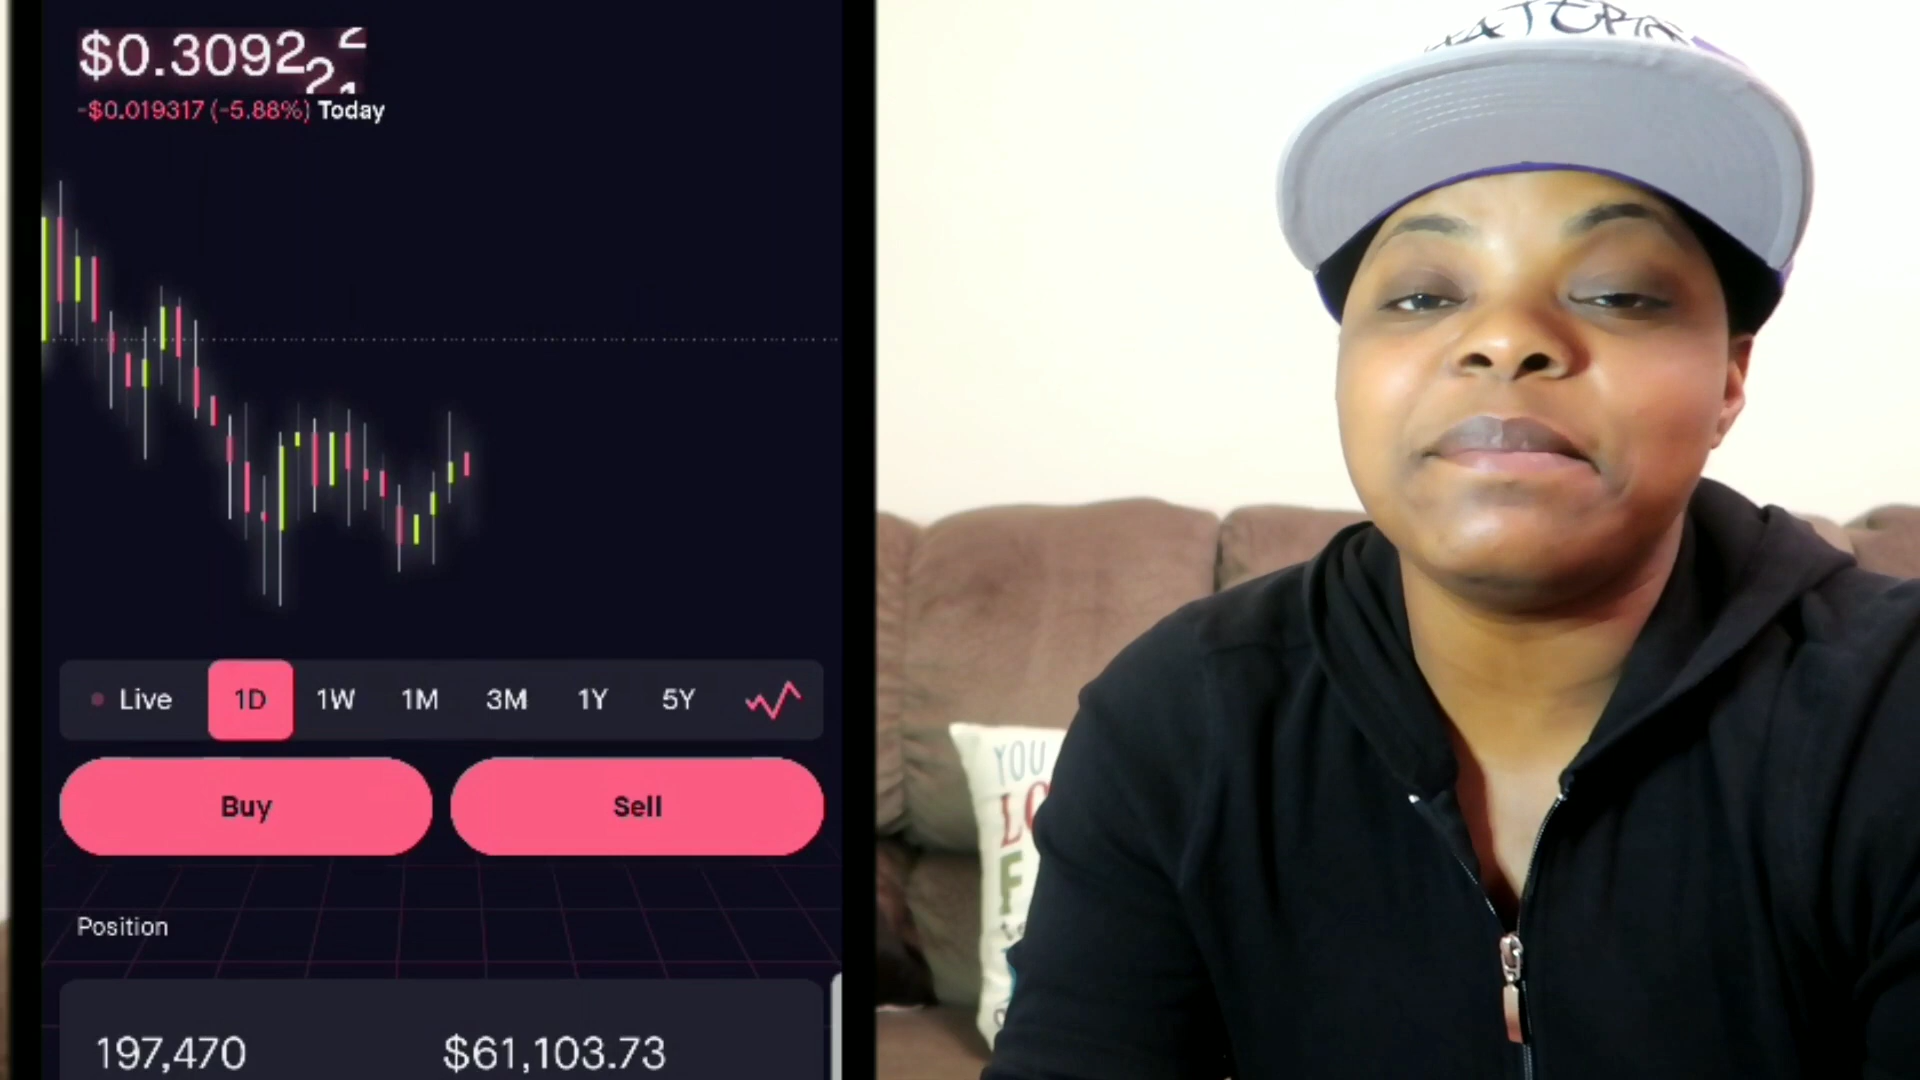 $0.3092
-$0.019317 (-5.88%) Today
Live 1D 1W 1M 3M 1Y 5Y
Buy Sell
Position
197,470 $61,103.73
YOU